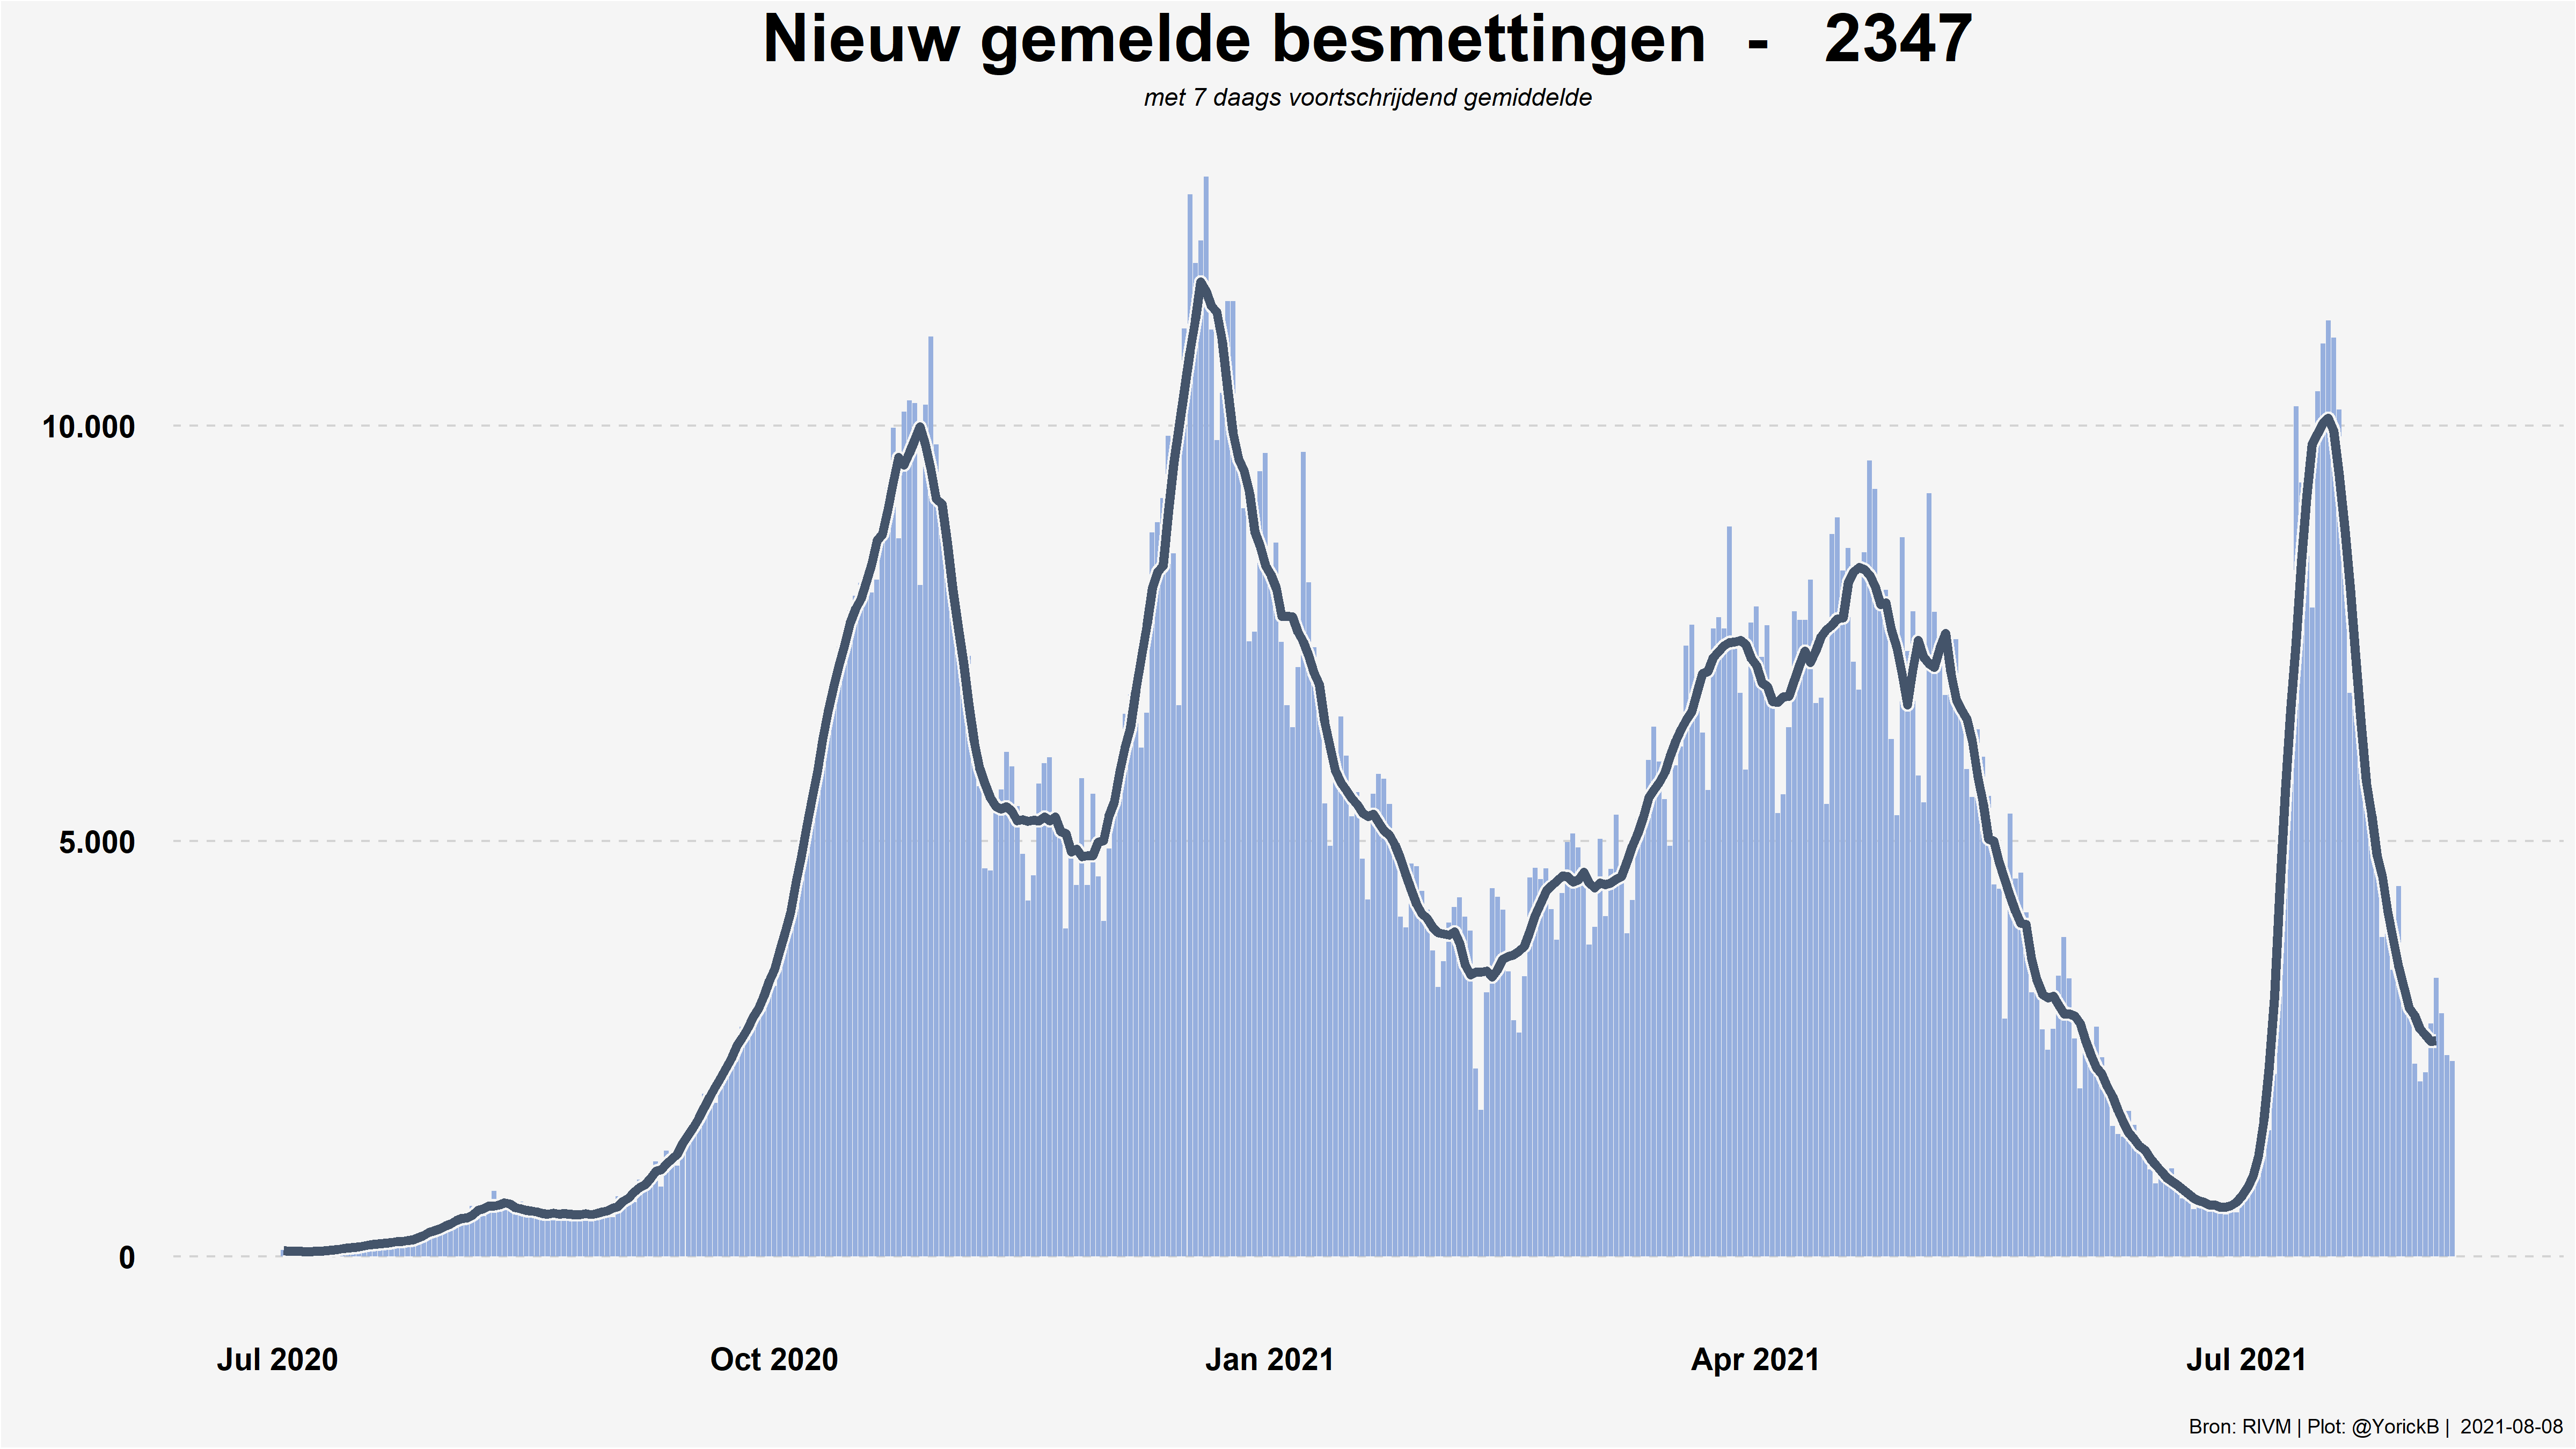 Nieuw gemelde besmettingen - 2347
met 7 daags voortschrijdend gemiddelde
10.000
5.000
0
Jul 2020
Oct 2020
Jan 2021
Apr 2021
Jul 2021
Bron: RIVM | Plot: @YorickB | 2021-08-08